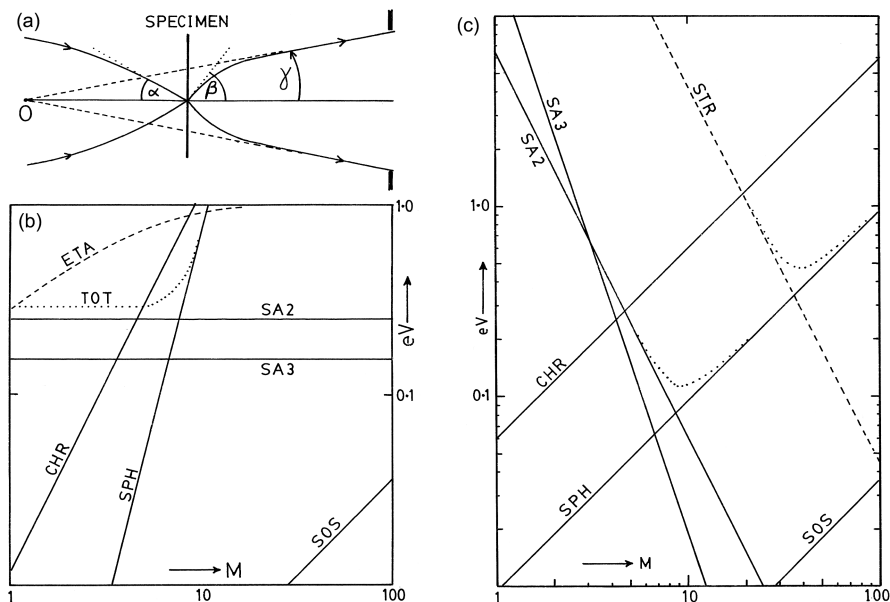 (a)
SPECIMEN
O
α
β
γ
(b)
1.0
ETA
TOT
SA2
SA3
eV
0.1
CHR
SPH
SOS
M
1
10
100
(c)
SA3
SA2
STR
1.0
eV
CHR
0.1
SPH
SOS
M
1
10
100